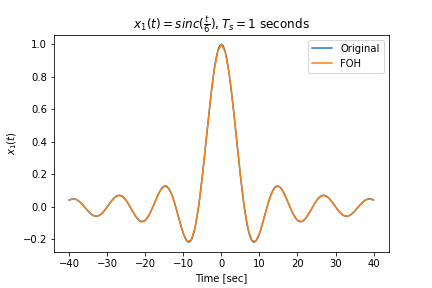 x₁(t) = sinc(t/6), Tₛ = 1 seconds
Original
FOH
x₁(t)
1.0
0.8
0.6
0.4
0.2
0.0
−0.2
−40 −30 −20 −10 0 10 20 30 40
Time [sec]